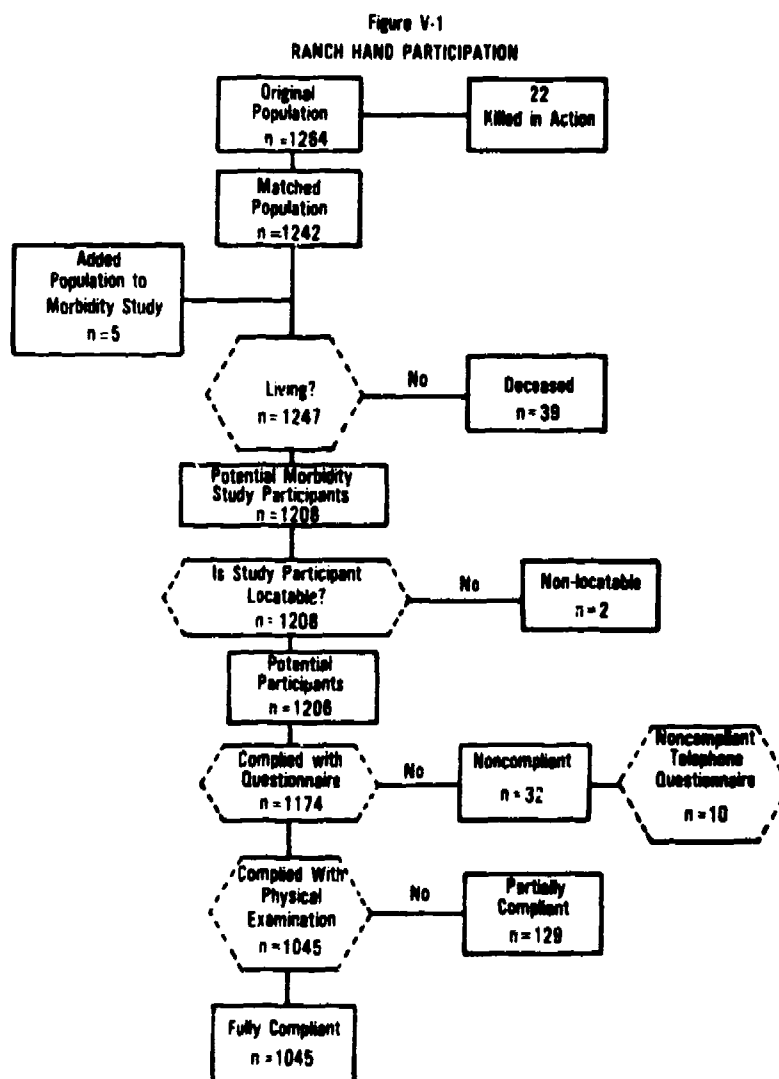 Figure V-1
RANCH HAND PARTICIPATION
Original
Population
n=1264
22
Killed in Action
Matched
Population
n=1242
Added
Population to
Morbidity Study
n=5
Living?
n=1247
No
Deceased
n=39
Potential Morbidity
Study Participants
n=1208
Is Study Participant
Locatable?
n=1208
No
Non-locatable
n=2
Potential
Participants
n=1206
Complied with
Questionnaire
n=1174
No
Noncompliant
n=32
Noncompliant
Telephone
Questionnaire
n=10
Complied With
Physical
Examination
n=1045
No
Partially
Compliant
n=129
Fully Compliant
n=1045